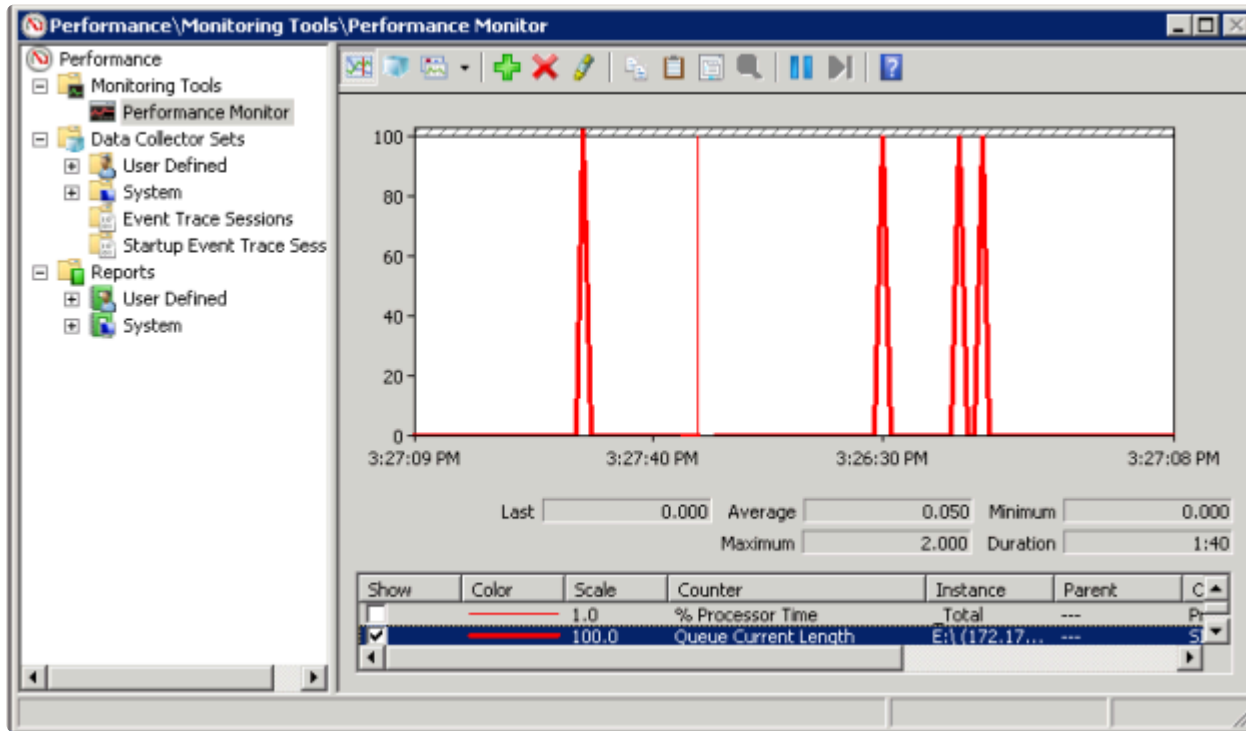 Performance\Monitoring Tools\Performance Monitor
Performance
Monitoring Tools
Performance Monitor
Data Collector Sets
User Defined
System
Event Trace Sessions
Startup Event Trace Sess
Reports
User Defined
System
100
80
60
40
20
0
3:27:09 PM 3:27:40 PM 3:26:30 PM 3:27:08 PM
Last 0.000 Average 0.050 Minimum 0.000
Maximum 2.000 Duration 1:40
Show Color Scale Counter Instance Parent C
1.0 % Processor Time _Total --- Pr
100.0 Queue Current Length E:\(172.17... ---